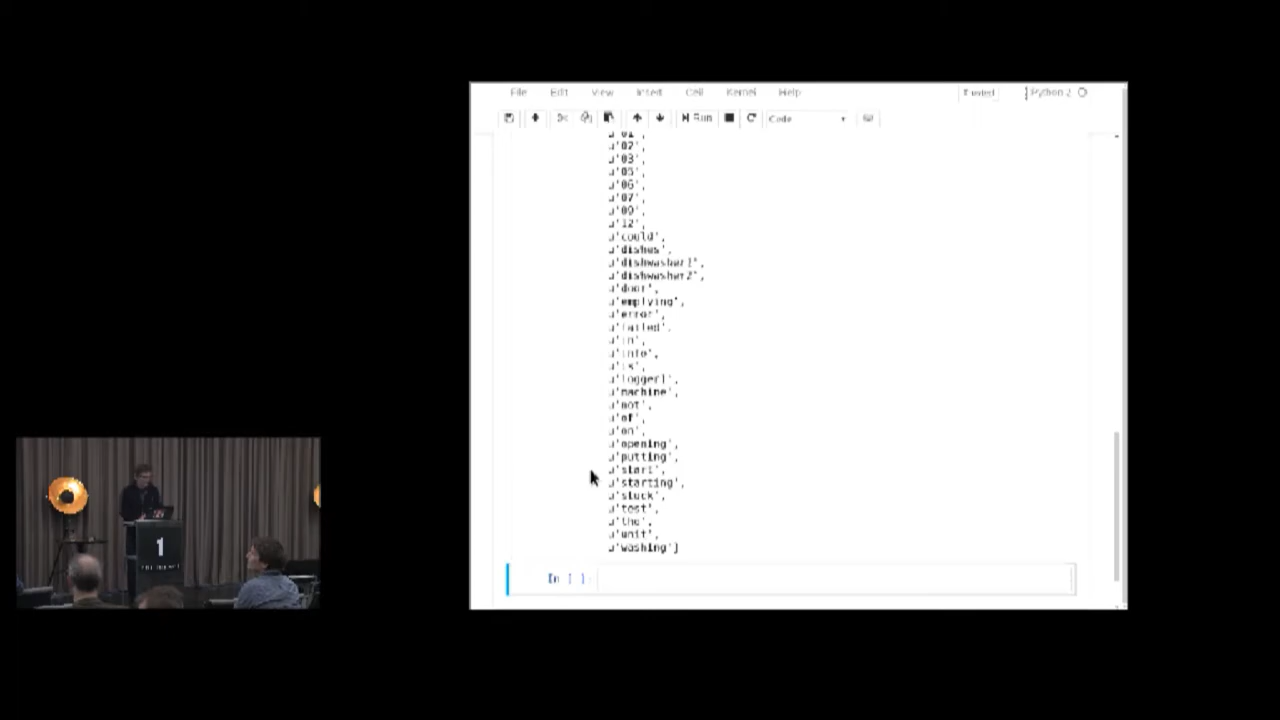 File Edit View Insert Cell Kernel Help Python 2
Run Code
u'01',
u'02',
u'03',
u'05',
u'06',
u'07',
u'09',
u'12',
u'could',
u'dishes',
u'dishwasher1',
u'dishwasher2',
u'door',
u'emptying',
u'error',
u'failed',
u'in',
u'info',
u'is',
u'logger1',
u'machine',
u'not',
u'of',
u'on',
u'opening',
u'putting',
u'start',
u'starting',
u'stuck',
u'test',
u'the',
u'unit',
u'washing']
In [ ]:
1